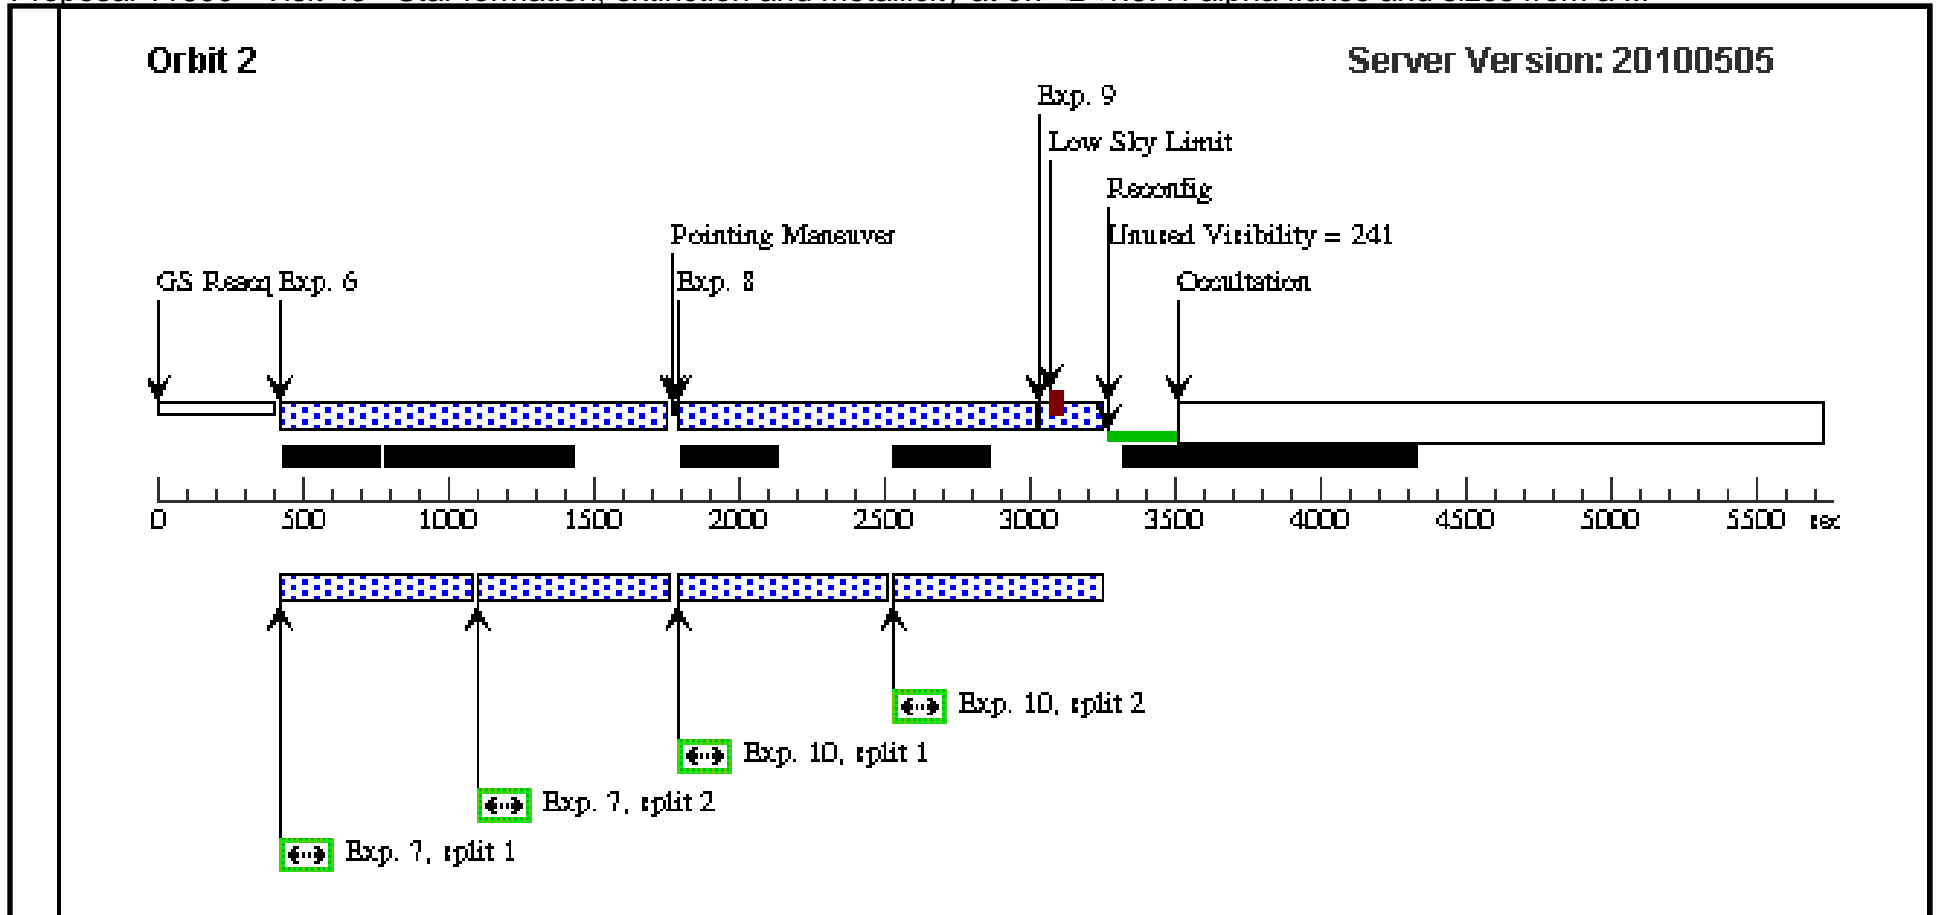 Orbit 2
Server Version: 20100505
Exp. 9
Low Sky Limit
Reconfig
Pointing Maneuver
Unused Visibility = 241
GS Reacq
Exp. 6
Exp. 8
Occultation
0 500 1000 1500 2000 2500 3000 3500 4000 4500 5000 5500 sec
Exp. 10, split 2
Exp. 10, split 1
Exp. 7, split 2
Exp. 7, split 1